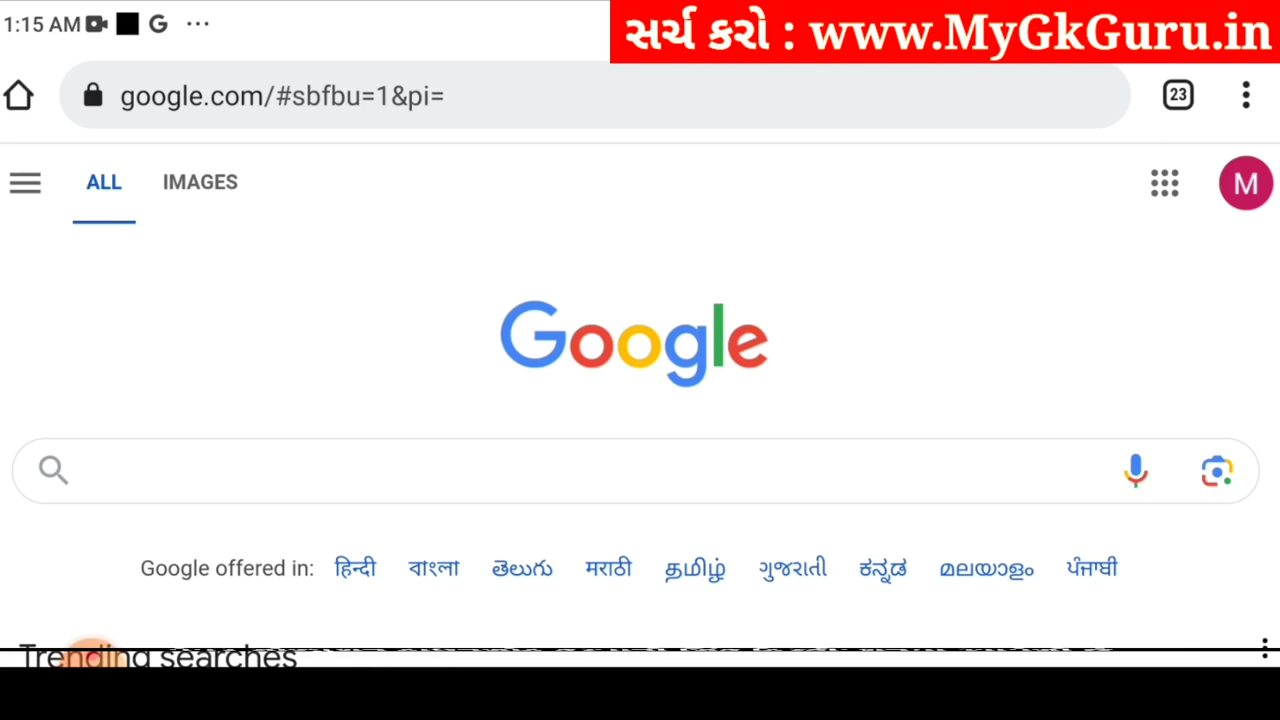 1:15 AM G ...
સર્ચ કરો : www.MyGkGuru.in
google.com/#sbfbu=1&pi=
23
ALL IMAGES
M
Google
Google offered in: हिन्दी বাংলা తెలుగు मराठी தமிழ் ગુજરાતી ಕನ್ನಡ മലയാളം ਪੰਜਾਬੀ
Trending searches